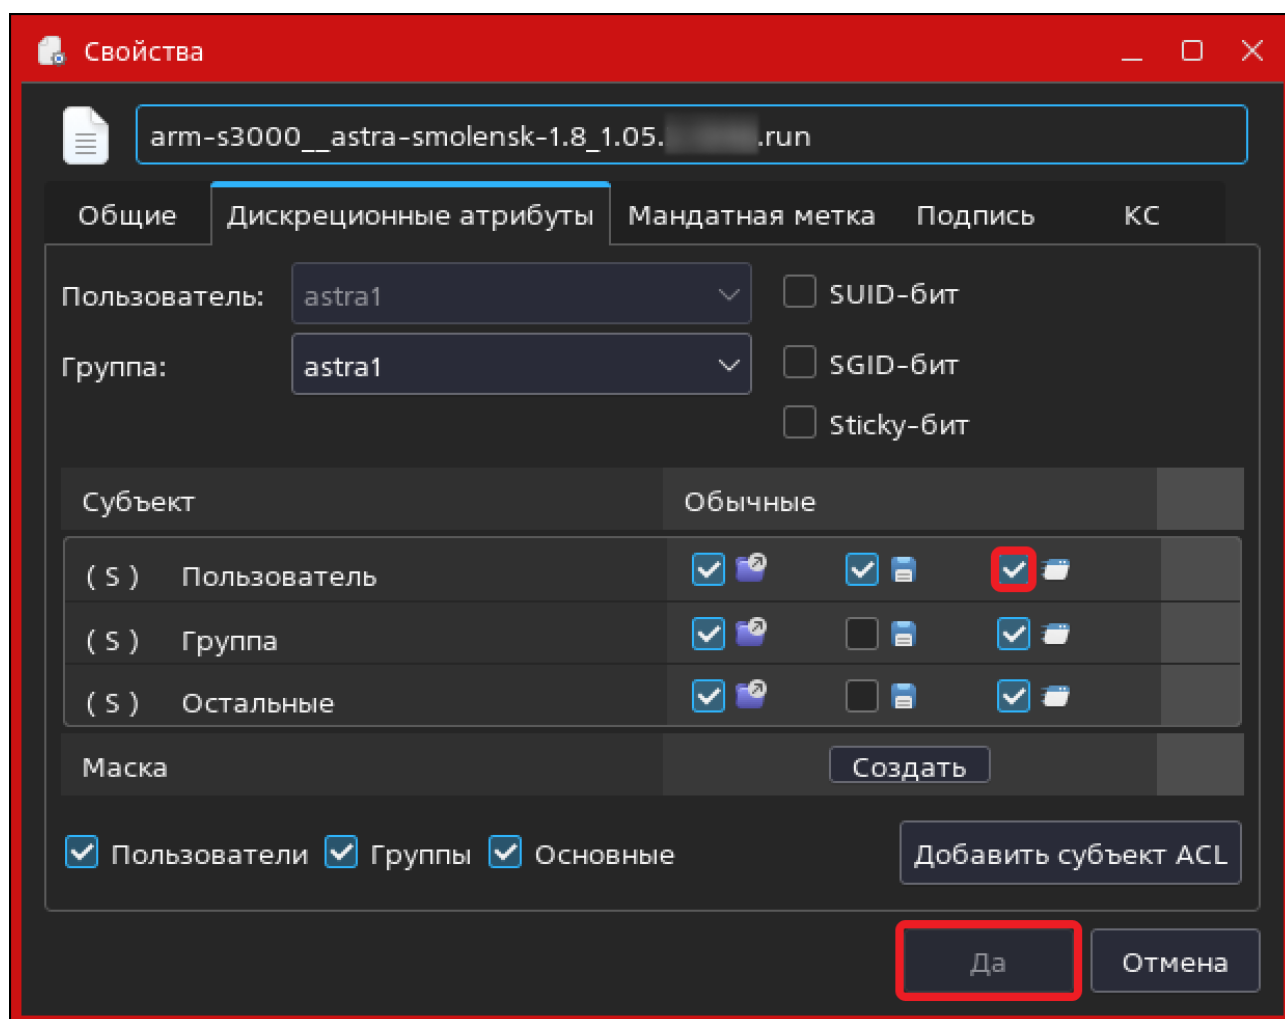 Свойства
arm-s3000__astra-smolensk-1.8_1.05. .run
Общие Дискреционные атрибуты Мандатная метка Подпись КС
Пользователь: astra1 SUID-бит
Группа: astra1 SGID-бит
Sticky-бит
Субъект Обычные
(S) Пользователь
(S) Группа
(S) Остальные
Маска Создать
Пользователи Группы Основные Добавить субъект ACL
Да Отмена